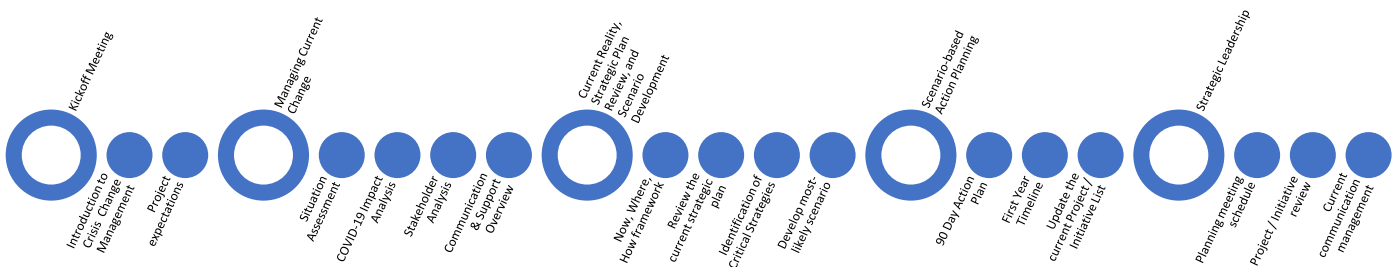 Kickoff Meeting
Introduction to
Crisis Change
Management
Project
expectations
Managing Current
Change
Situation
Assessment
COVID-19 Impact
Analysis
Stakeholder
Analysis
Communication
& Support
Overview
Current Reality,
Strategic Plan
Review, and
Scenario
Development
Now, Where,
How framework
Review the
current strategic
plan
Identification of
Critical Strategies
Develop most-
likely scenario
Scenario-based
Action Planning
90 Day Action
Plan
First Year
Timeline
Update the
current Project /
Initiative List
Strategic Leadership
Planning meeting
schedule
Project / Initiative
review
Current
communication
management